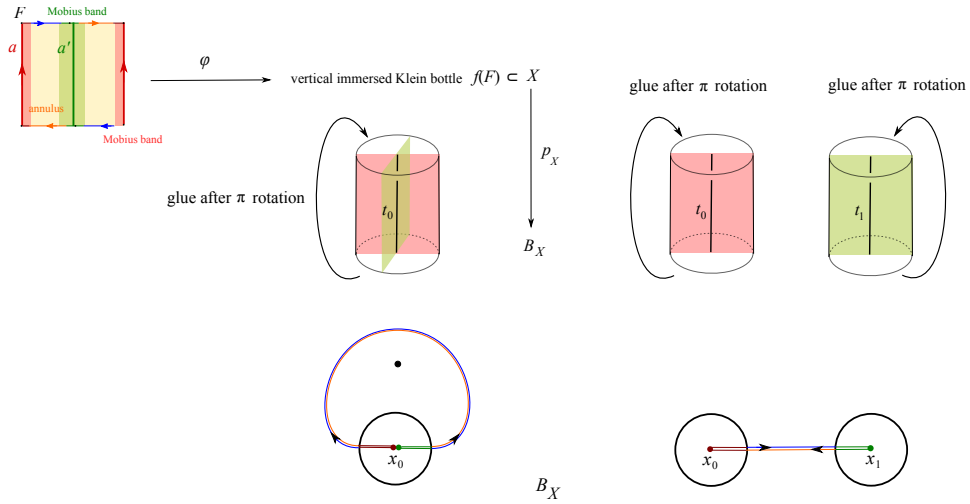 F
Mobius band
a
a'
annulus
Mobius band
φ
vertical immersed Klein bottle f(F) ⊂ X
p_X
B_X
glue after π rotation
t_0
glue after π rotation
t_0
glue after π rotation
t_1
x_0
B_X
x_0
x_1